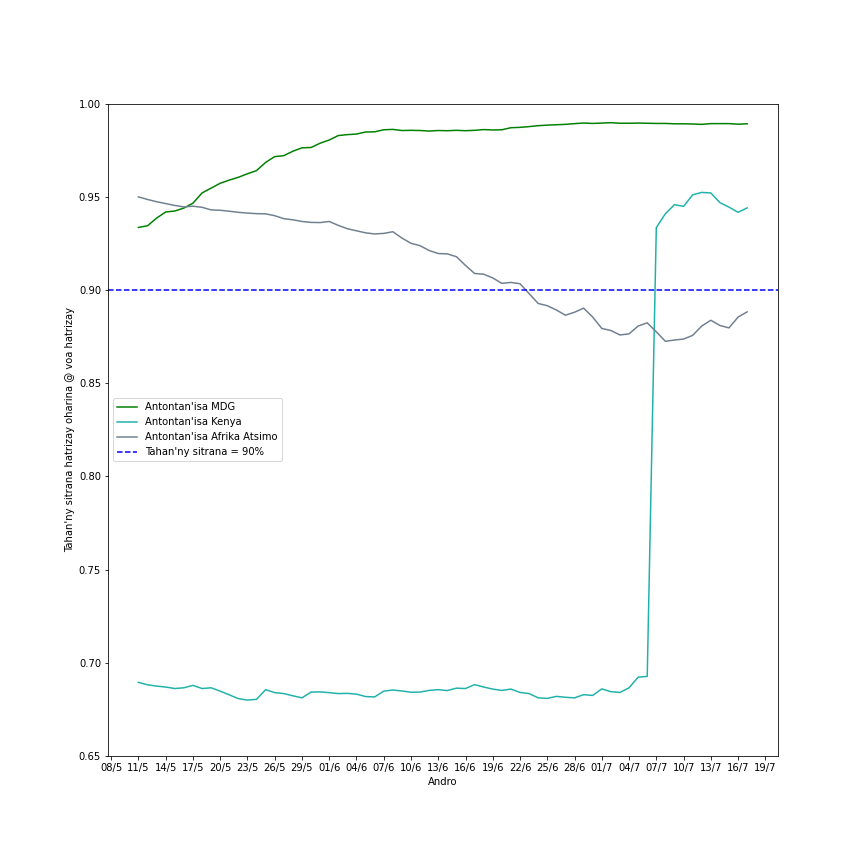 1.00
0.95
0.90
0.85
0.80
0.75
0.70
0.65
Tahan'ny sitrana hatrizay oharina @ voa hatrizay
Antontan'isa MDG
Antontan'isa Kenya
Antontan'isa Afrika Atsimo
Tahan'ny sitrana = 90%
08/5 11/5 14/5 17/5 20/5 23/5 26/5 29/5 01/6 04/6 07/6 10/6 13/6 16/6 19/6 22/6 25/6 28/6 01/7 04/7 07/7 10/7 13/7 16/7 19/7
Andro